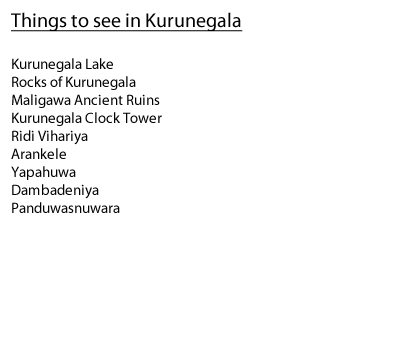 Things to see in Kurunegala
Kurunegala Lake
Rocks of Kurunegala
Maligawa Ancient Ruins
Kurunegala Clock Tower
Ridi Vihariya
Arankele
Yapahuwa
Dambadeniya
Panduwasnuwara